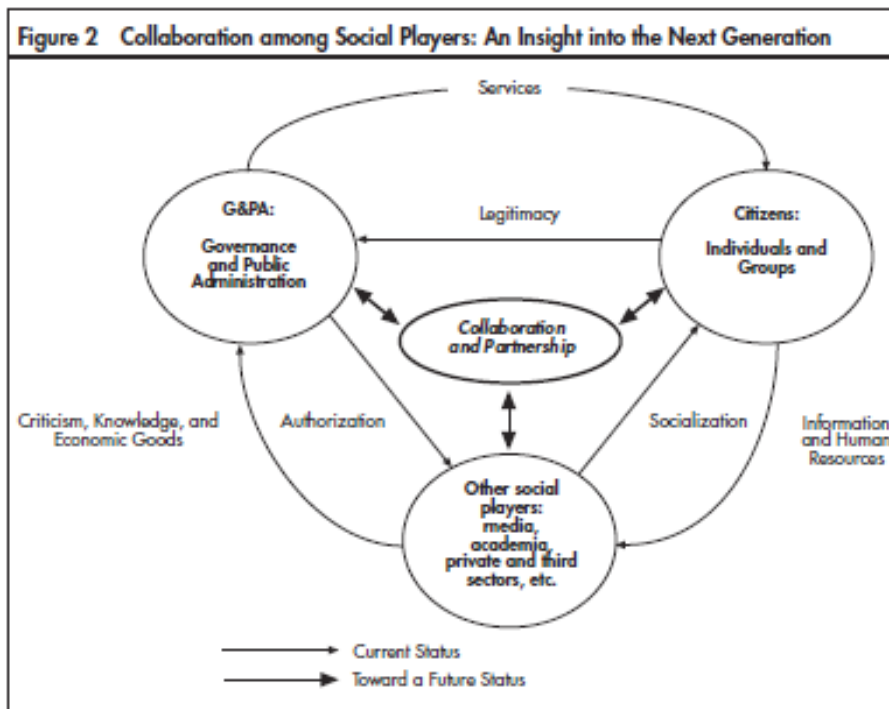 Figure 2 Collaboration among Social Players: An Insight into the Next Generation
Services
G&PA:
Governance
and Public
Administration
Legitimacy
Citizens:
Individuals and
Groups
Collaboration
and Partnership
Criticism, Knowledge, and
Economic Goods
Authorization
Socialization
Information
and Human
Resources
Other social
players:
media,
academia,
private and third
sectors, etc.
Current Status
Toward a Future Status